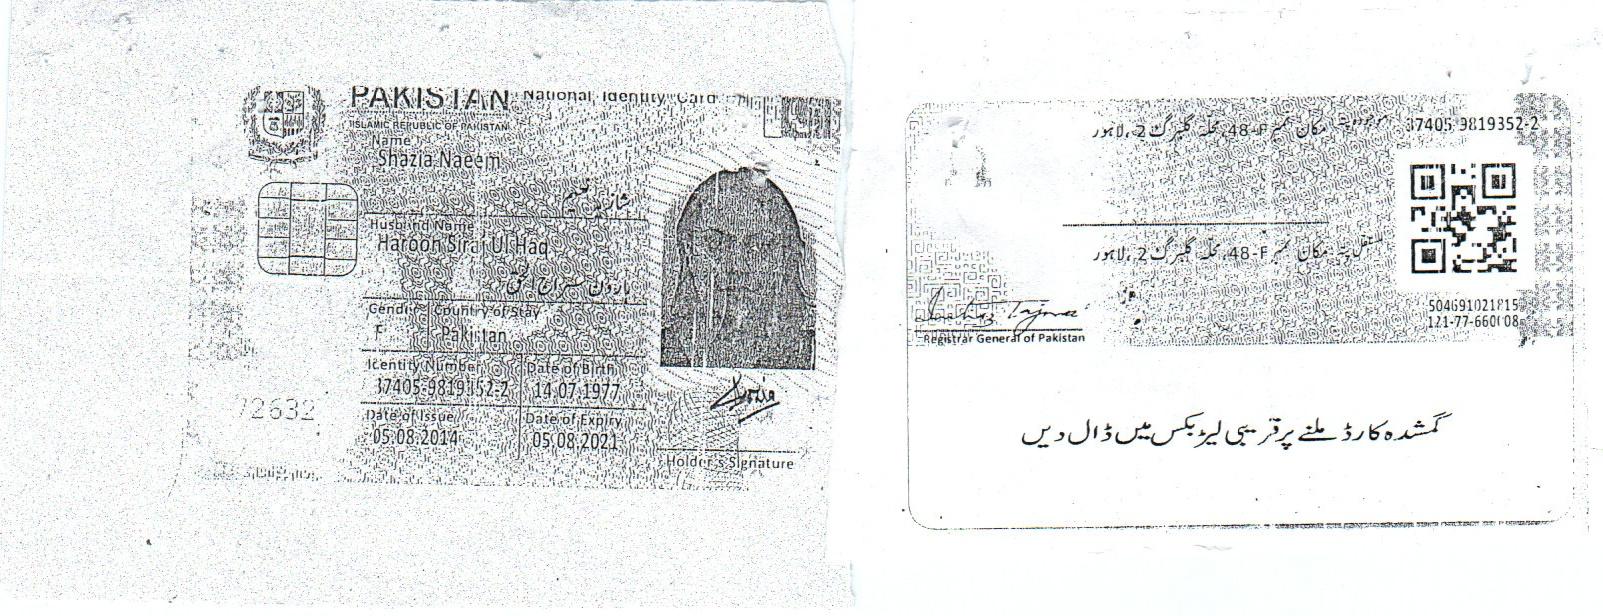 PAKISTAN National Identity Card
ISLAMIC REPUBLIC OF PAKISTAN
Name
Shazia Naeem
شازیہ نعیم
Husband Name
Haroon Siraj Ul Haq
ہارون سراج الحق
Gender Country of Stay
F Pakistan
Identity Number Date of Birth
37405-9819352-2 14.07.1977
Date of Issue Date of Expiry
05.08.2014 05.08.2021
72632
Holder's Signature
37405-9819352-2
موجودہ پتہ مکان نمبر 48-F، محلہ گلبرگ 2، لاہور
مستقل پتہ مکان نمبر 48-F، محلہ گلبرگ 2، لاہور
504691021815
121-77-660
Registrar General of Pakistan
گمشدہ کارڈ ملنے پر قریبی لیٹر بکس میں ڈال دیں